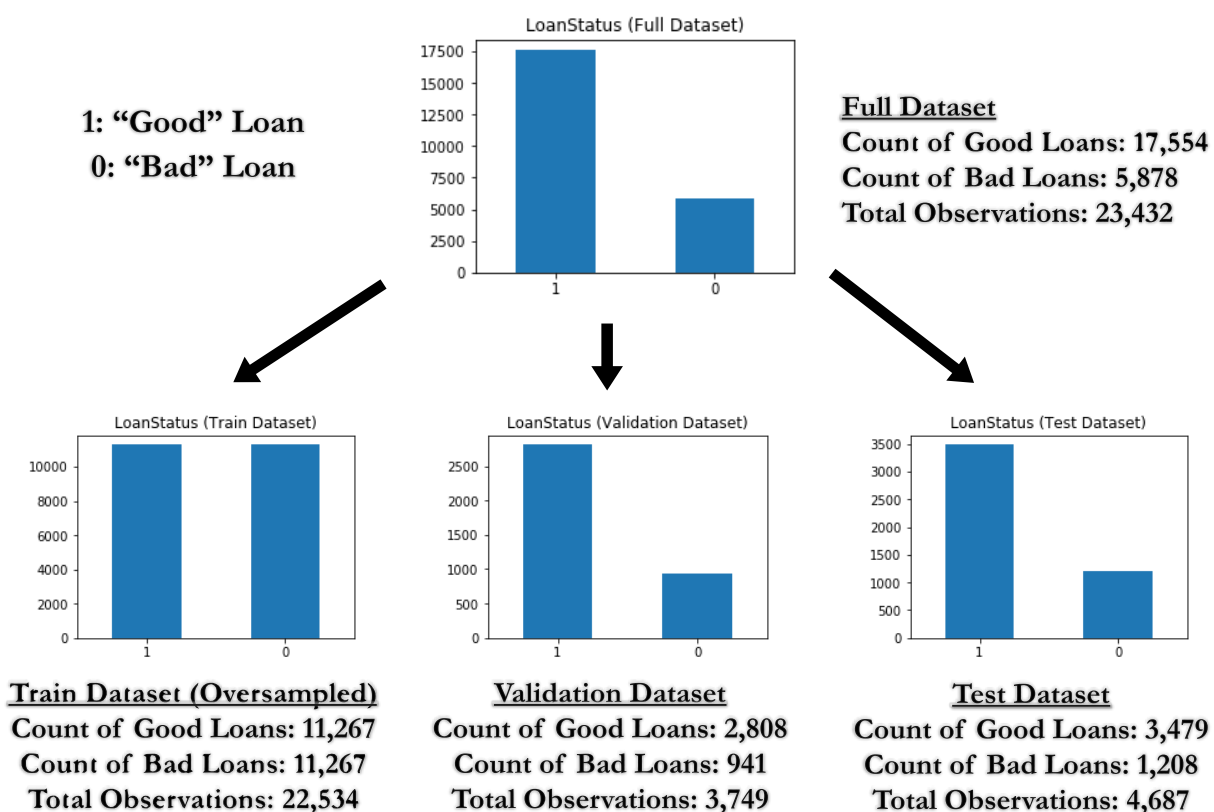 LoanStatus (Full Dataset)
17500
15000
12500
10000
7500
5000
2500
0
1
0
1: “Good” Loan
0: “Bad” Loan
Full Dataset
Count of Good Loans: 17,554
Count of Bad Loans: 5,878
Total Observations: 23,432
LoanStatus (Train Dataset)
10000
8000
6000
4000
2000
0
1
0
Train Dataset (Oversampled)
Count of Good Loans: 11,267
Count of Bad Loans: 11,267
Total Observations: 22,534
LoanStatus (Validation Dataset)
2500
2000
1500
1000
500
0
1
0
Validation Dataset
Count of Good Loans: 2,808
Count of Bad Loans: 941
Total Observations: 3,749
LoanStatus (Test Dataset)
3500
3000
2500
2000
1500
1000
500
0
1
0
Test Dataset
Count of Good Loans: 3,479
Count of Bad Loans: 1,208
Total Observations: 4,687